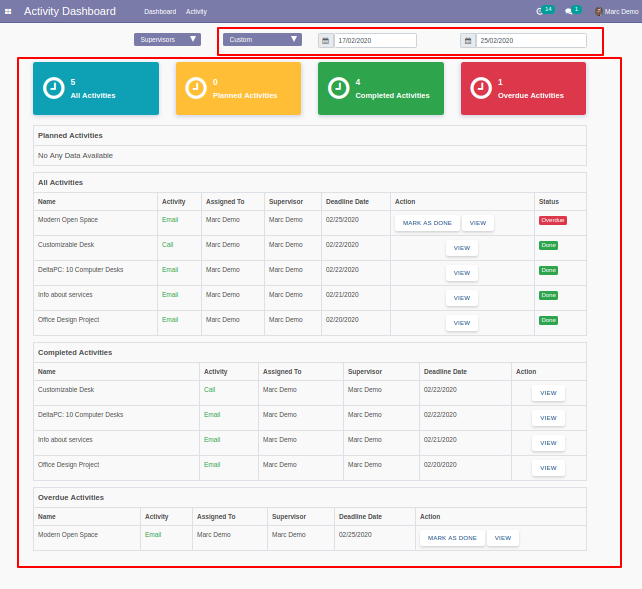 Activity Dashboard Dashboard Activity 14 1 Marc Demo
Supervisors Custom 17/02/2020 25/02/2020
5 0 4 1
All Activities Planned Activities Completed Activities Overdue Activities
Planned Activities
No Any Data Available
All Activities
Name Activity Assigned To Supervisor Deadline Date Action Status
Modern Open Space Email Marc Demo Marc Demo 02/25/2020 MARK AS DONE VIEW Overdue
Customizable Desk Call Marc Demo Marc Demo 02/22/2020 VIEW Done
DeltaPC: 10 Computer Desks Email Marc Demo Marc Demo 02/22/2020 VIEW Done
Info about services Email Marc Demo Marc Demo 02/21/2020 VIEW Done
Office Design Project Email Marc Demo Marc Demo 02/20/2020 VIEW Done
Completed Activities
Name Activity Assigned To Supervisor Deadline Date Action
Customizable Desk Call Marc Demo Marc Demo 02/22/2020 VIEW
DeltaPC: 10 Computer Desks Email Marc Demo Marc Demo 02/22/2020 VIEW
Info about services Email Marc Demo Marc Demo 02/21/2020 VIEW
Office Design Project Email Marc Demo Marc Demo 02/20/2020 VIEW
Overdue Activities
Name Activity Assigned To Supervisor Deadline Date Action
Modern Open Space Email Marc Demo Marc Demo 02/25/2020 MARK AS DONE VIEW